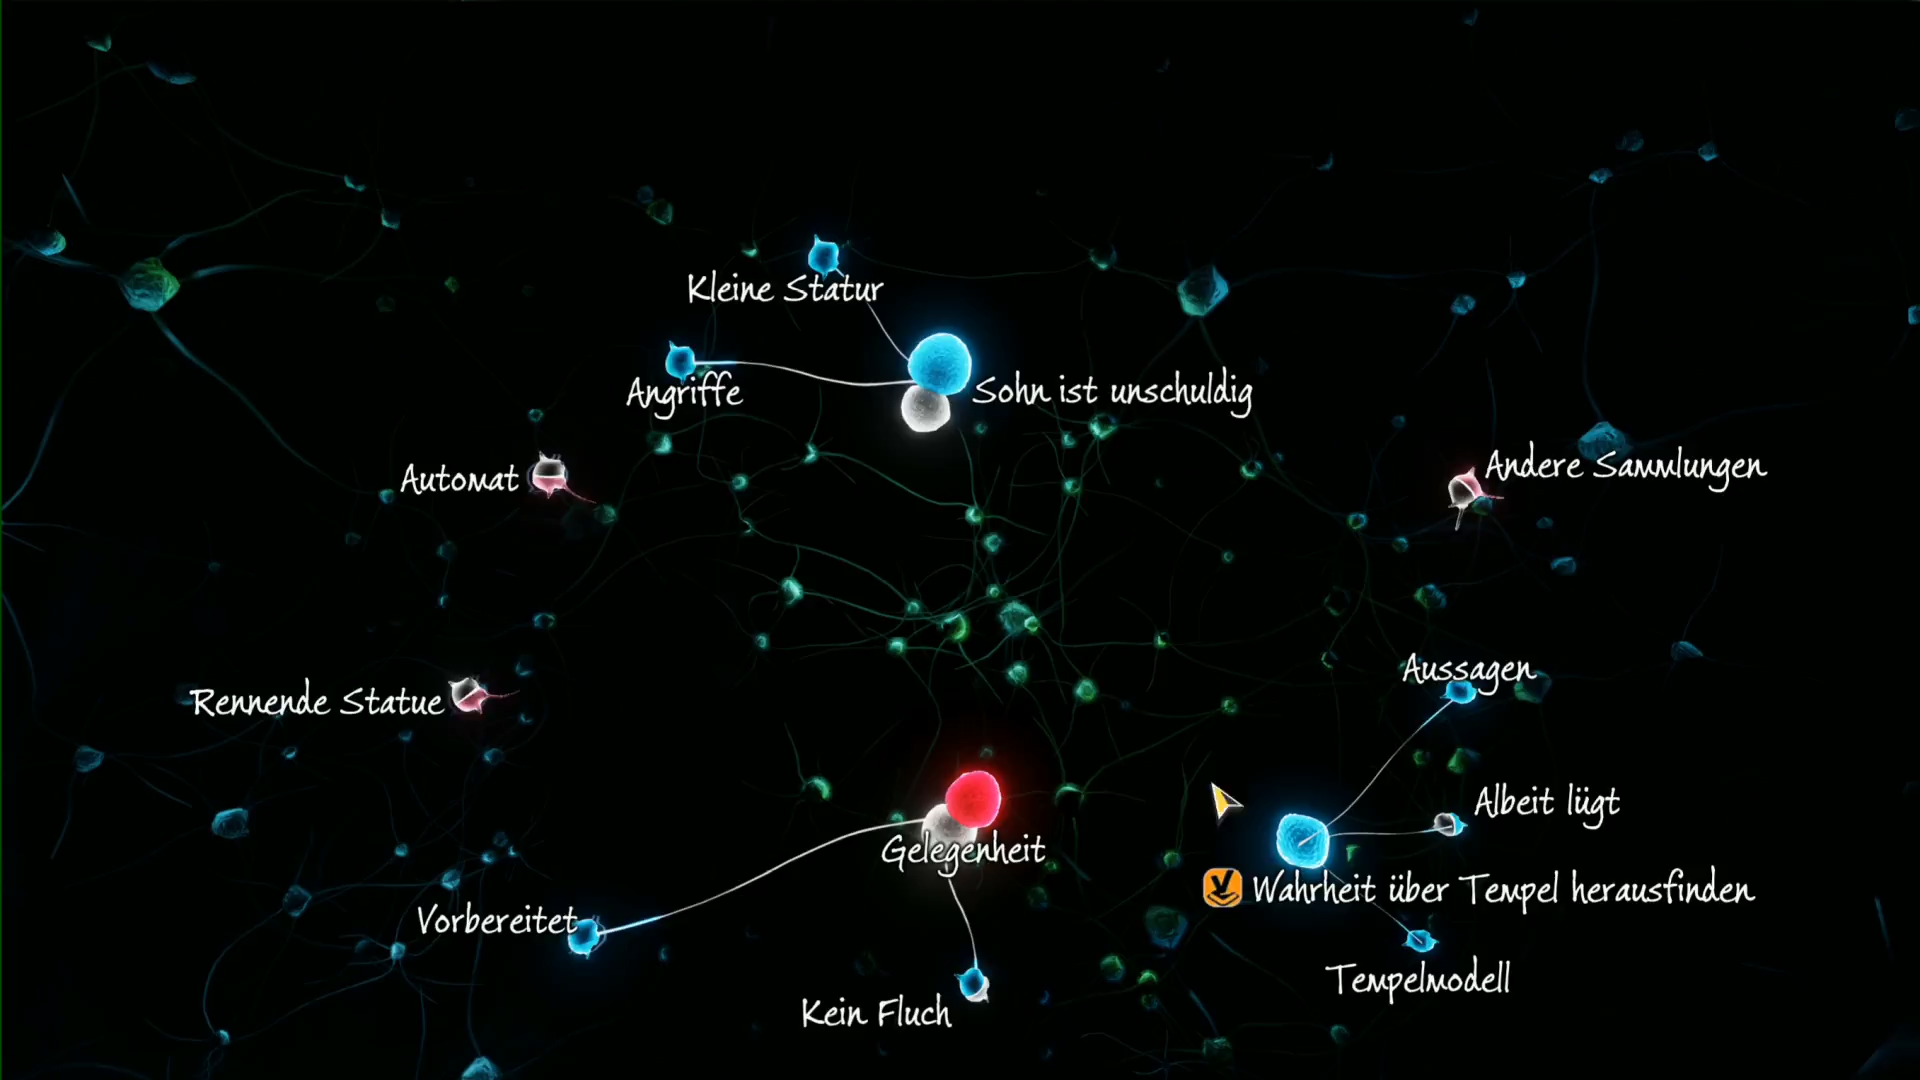 Kleine Statur
Angriffe
Sohn ist unschuldig
Automat
Andere Sammlungen
Rennende Statue
Aussagen
Albeit lügt
Gelegenheit
Wahrheit über Tempel herausfinden
Vorbereitet
Tempelmodell
Kein Fluch